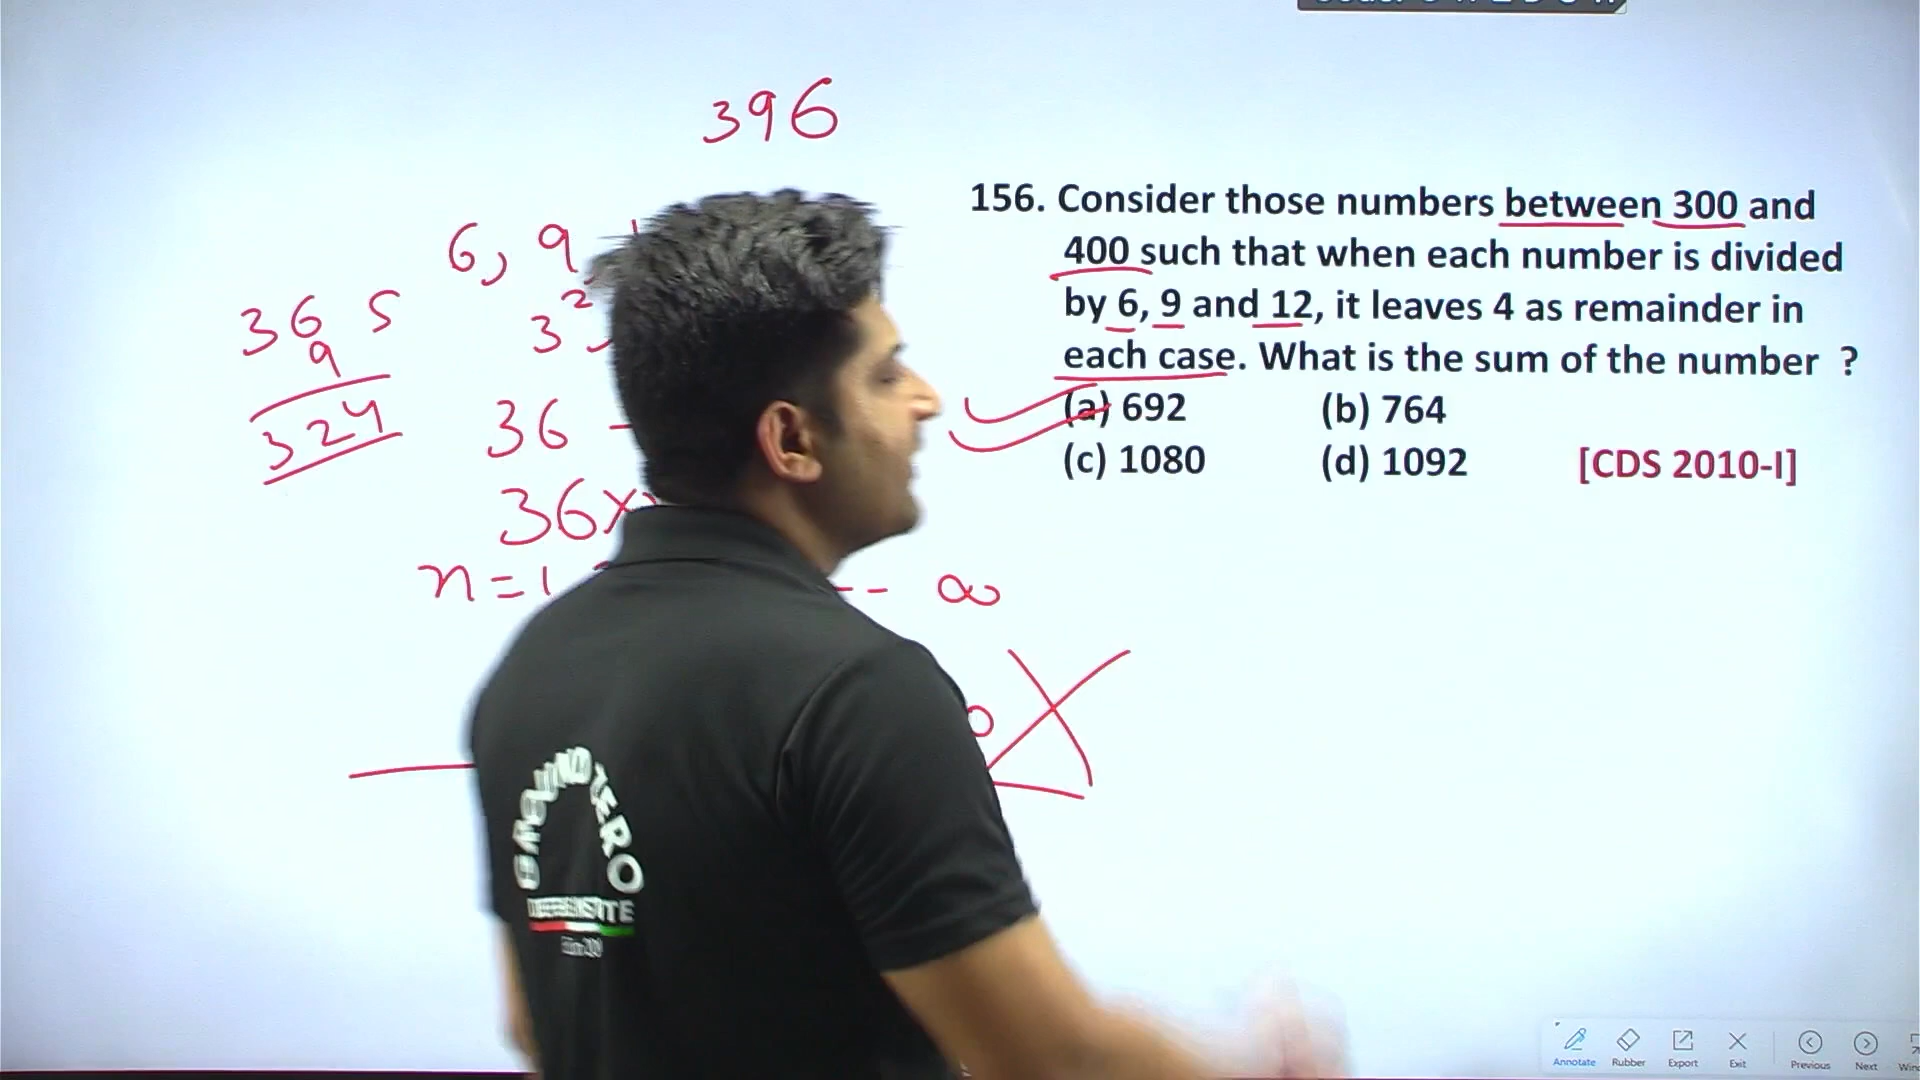 396
156. Consider those numbers between 300 and
400 such that when each number is divided
by 6, 9 and 12, it leaves 4 as remainder in
each case. What is the sum of the number ?
(a) 692 (b) 764
(c) 1080 (d) 1092 [CDS 2010-I]
6, 9,
36 5
9
324
3²
36 -
36×
n=1 -- ∞
GROUND ZERO
Annotate Rubber Export Exit Previous Next